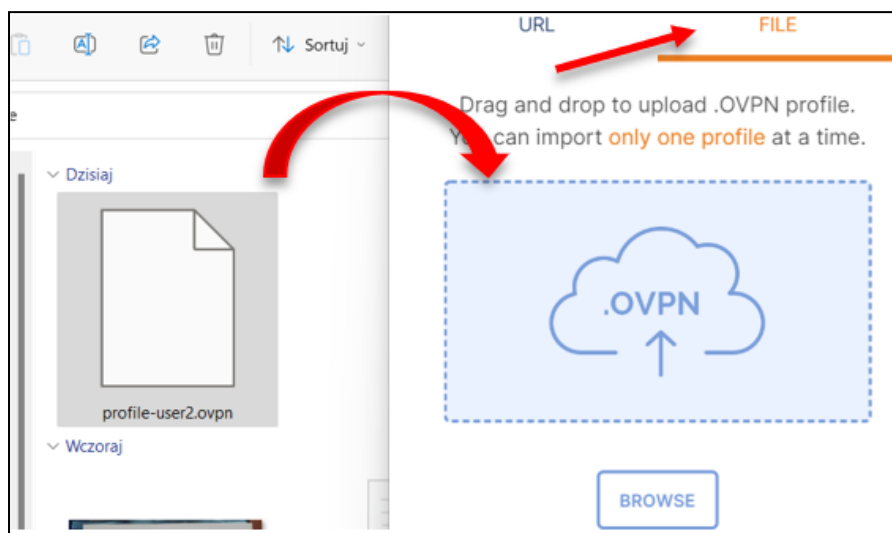 Sortuj
e
Dzisiaj
profile-user2.ovpn
Wczoraj
URL
FILE
Drag and drop to upload .OVPN profile.
You can import only one profile at a time.
.OVPN
BROWSE